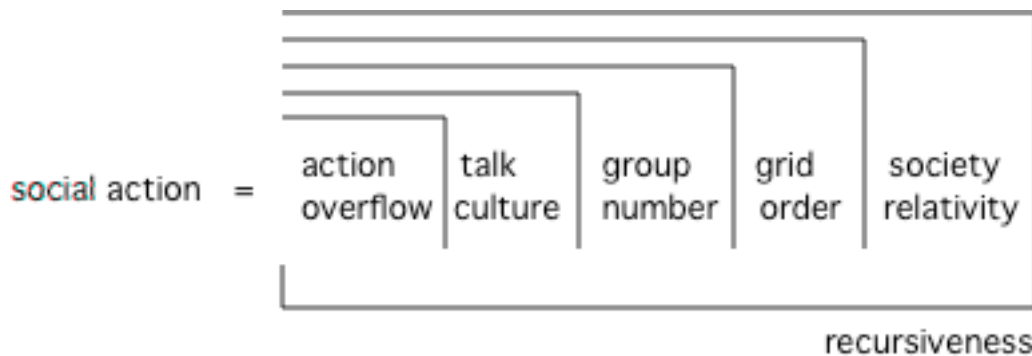 action talk group grid society
social action =
overflow culture number order relativity
recursiveness